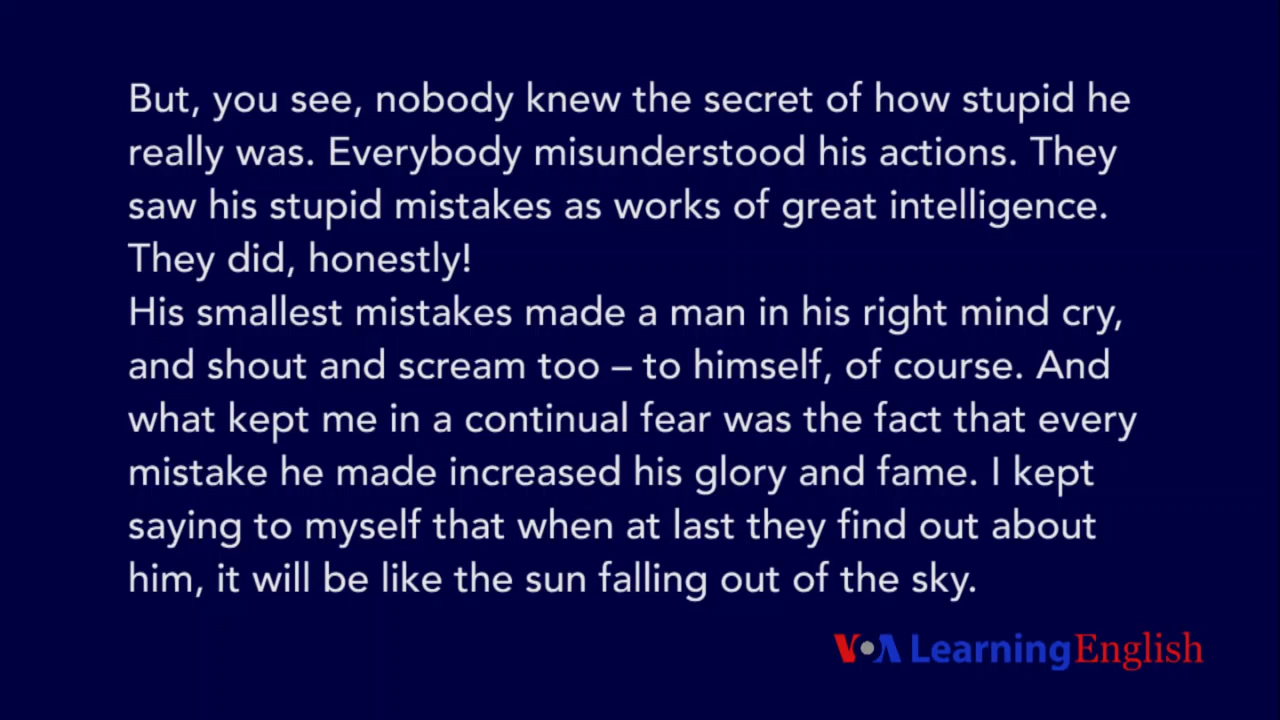 But, you see, nobody knew the secret of how stupid he
really was. Everybody misunderstood his actions. They
saw his stupid mistakes as works of great intelligence.
They did, honestly!
His smallest mistakes made a man in his right mind cry,
and shout and scream too – to himself, of course. And
what kept me in a continual fear was the fact that every
mistake he made increased his glory and fame. I kept
saying to myself that when at last they find out about
him, it will be like the sun falling out of the sky.
VOA Learning English